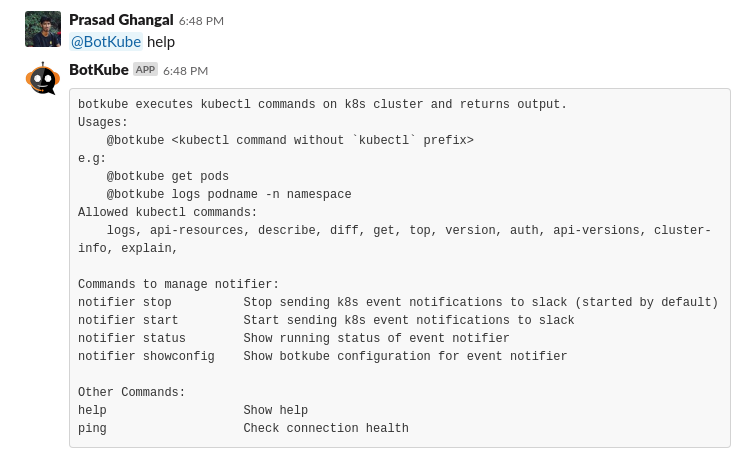 Prasad Ghangal 6:48 PM
@BotKube help
BotKube APP 6:48 PM
botkube executes kubectl commands on k8s cluster and returns output.
Usages:
    @botkube <kubectl command without `kubectl` prefix>
e.g:
    @botkube get pods
    @botkube logs podname -n namespace
Allowed kubectl commands:
    logs, api-resources, describe, diff, get, top, version, auth, api-versions, cluster-
info, explain,

Commands to manage notifier:
notifier stop          Stop sending k8s event notifications to slack (started by default)
notifier start         Start sending k8s event notifications to slack
notifier status        Show running status of event notifier
notifier showconfig    Show botkube configuration for event notifier

Other Commands:
help                   Show help
ping                   Check connection health